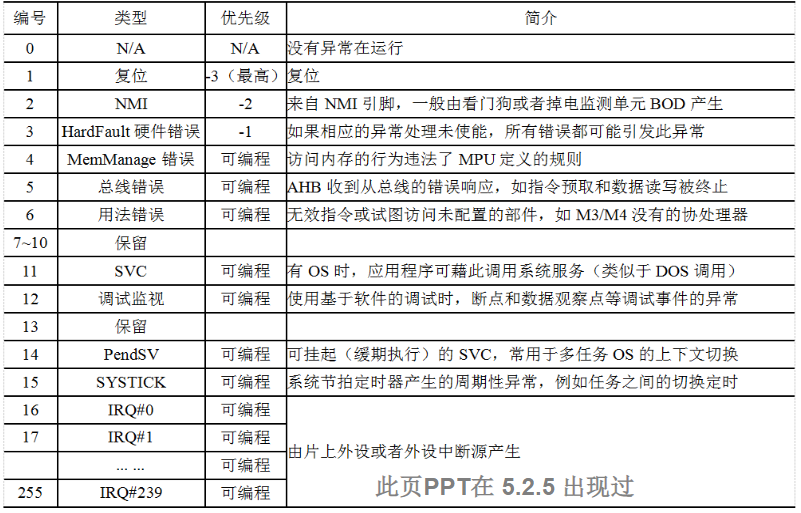 编号 类型 优先级 简介
0 N/A N/A 没有异常在运行
1 复位 -3（最高） 复位
2 NMI -2 来自 NMI 引脚，一般由看门狗或者掉电监测单元 BOD 产生
3 HardFault 硬件错误 -1 如果相应的异常处理未使能，所有错误都可能引发此异常
4 MemManage 错误 可编程 访问内存的行为违法了 MPU 定义的规则
5 总线错误 可编程 AHB 收到从总线的错误响应，如指令预取和数据读写被终止
6 用法错误 可编程 无效指令或试图访问未配置的部件，如 M3/M4 没有的协处理器
7~10 保留
11 SVC 可编程 有 OS 时，应用程序可藉此调用系统服务（类似于 DOS 调用）
12 调试监视 可编程 使用基于软件的调试时，断点和数据观察点等调试事件的异常
13 保留
14 PendSV 可编程 可挂起（缓期执行）的 SVC，常用于多任务 OS 的上下文切换
15 SYSTICK 可编程 系统节拍定时器产生的周期性异常，例如任务之间的切换定时
16 IRQ#0 可编程
17 IRQ#1 可编程
由片上外设或者外设中断源产生
... ... 可编程
255 IRQ#239 可编程
此页PPT在 5.2.5 出现过